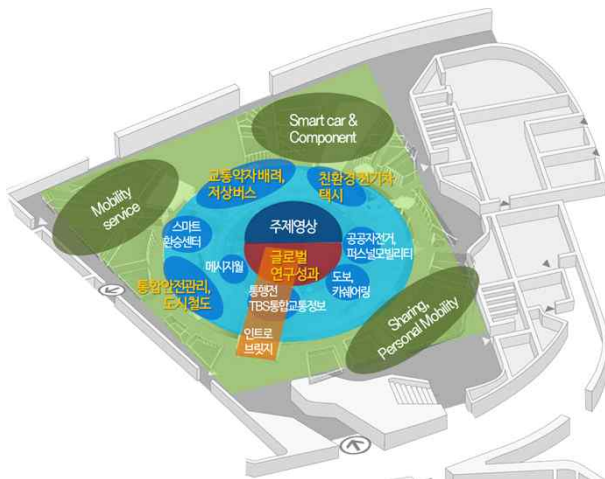 Smart car &
Component
교통약자 배려,
저상버스
친환경 전기차
택시
Mobility
service
스마트
환승센터
주제영상
공공자전거,
퍼스널모빌리티
글로벌
연구성과
메시지월
도보,
카쉐어링
통합안전관리,
도시철도
통행전
TBS통합교통정보
Sharing,
Personal Mobility
인트로
브릿지